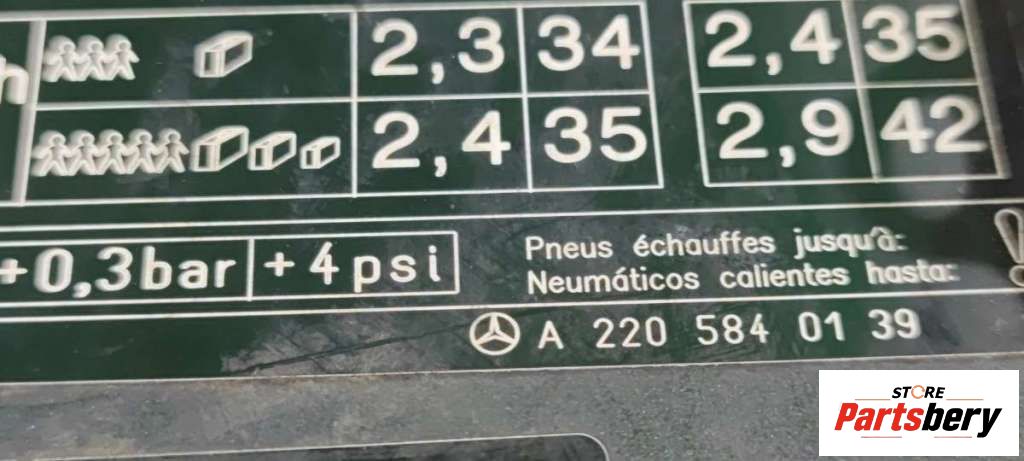 h 2,3 34 2,4 35
2,4 35 2,9 42
+0,3bar +4psi
Pneus échauffes jusqu'à:
Neumáticos calientes hasta:
!
A 220 584 01 39
STORE
Partsbery